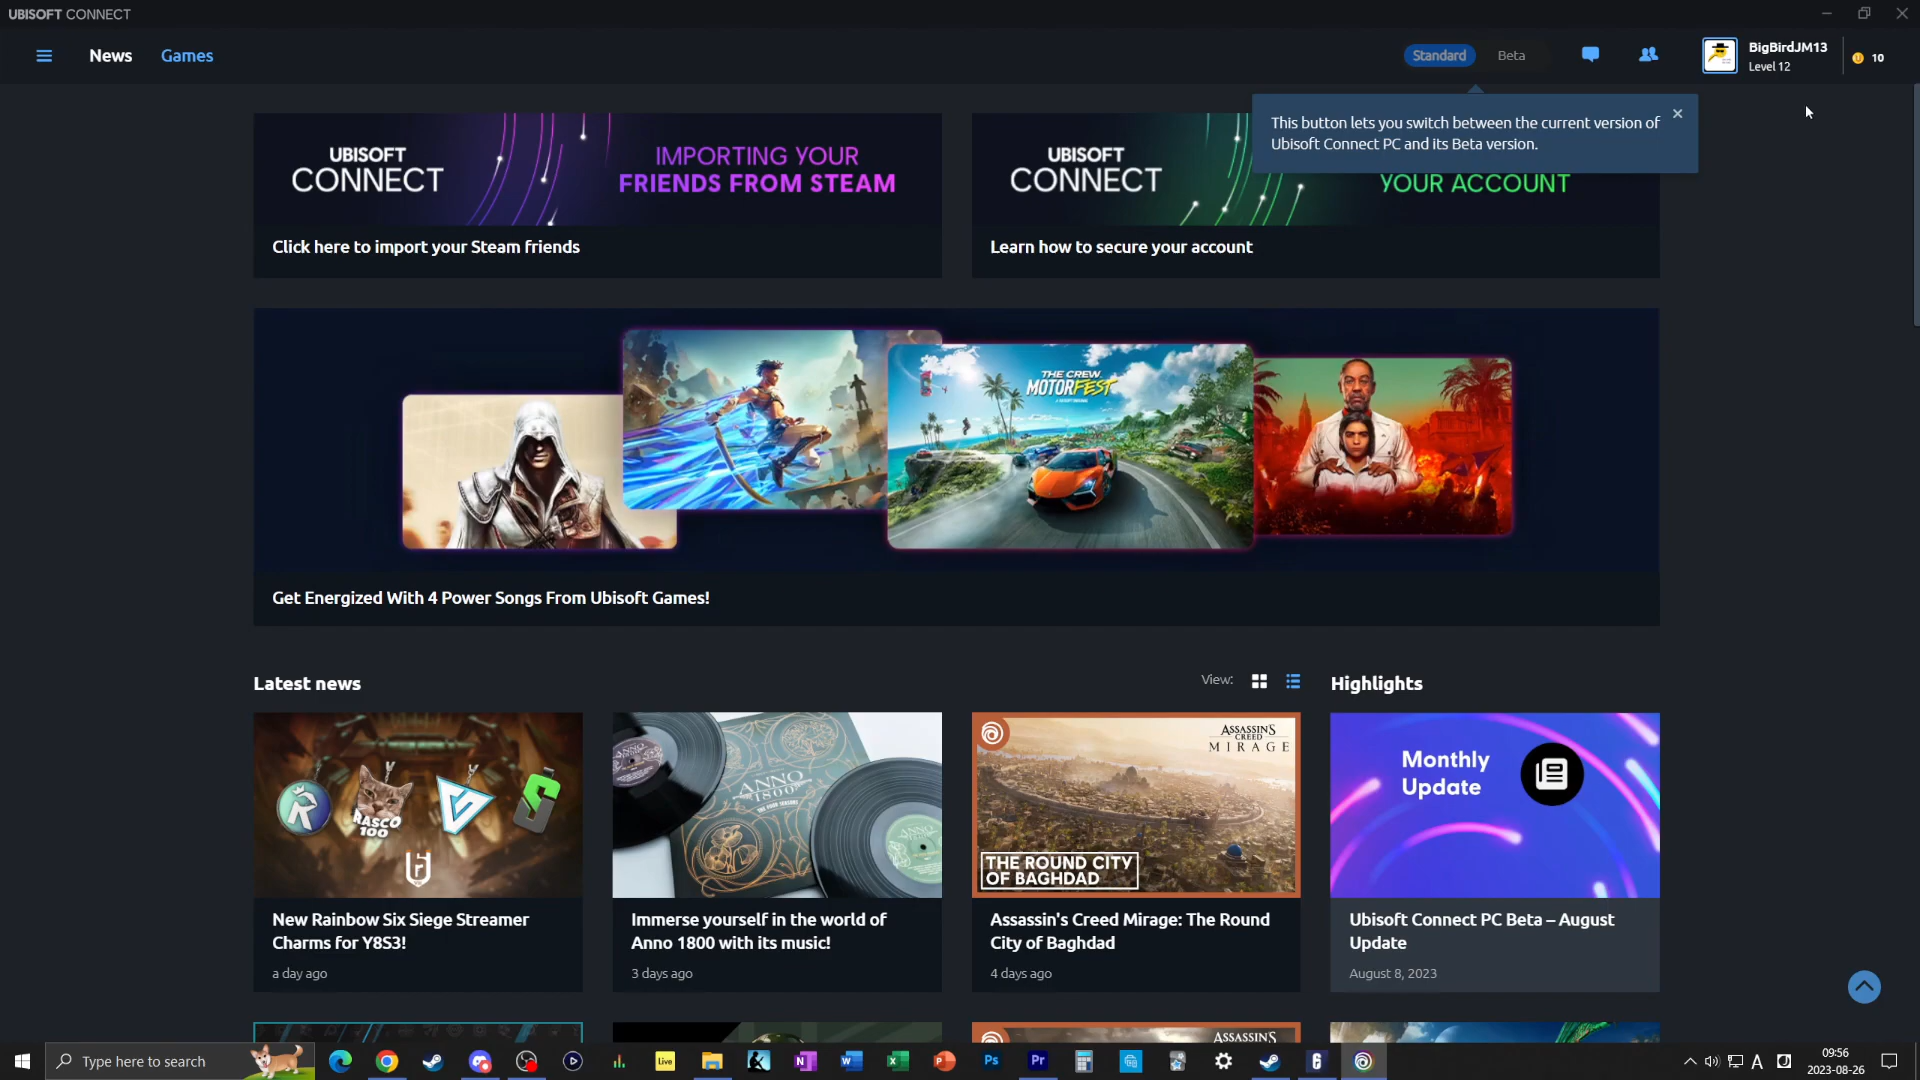 UBISOFT CONNECT
News
Games
Standard
Beta
BigBirdJM13
Level 12
10
This button lets you switch between the current version of
Ubisoft Connect PC and its Beta version.
UBISOFT
CONNECT
IMPORTING YOUR
FRIENDS FROM STEAM
Click here to import your Steam friends
UBISOFT
CONNECT
YOUR ACCOUNT
Learn how to secure your account
THE CREW
MOTORFEST
Get Energized With 4 Power Songs From Ubisoft Games!
Latest news
View:
Highlights
RASCO
100
New Rainbow Six Siege Streamer
Charms for Y8S3!
a day ago
ANNO
1800
Immerse yourself in the world of
Anno 1800 with its music!
3 days ago
ASSASSIN'S
CREED
MIRAGE
THE ROUND CITY
OF BAGHDAD
Assassin's Creed Mirage: The Round
City of Baghdad
4 days ago
Monthly
Update
Ubisoft Connect PC Beta – August
Update
August 8, 2023
ASSASSIN'S
Type here to search
Live
Ps
Pr
A
09:56
2023-08-26